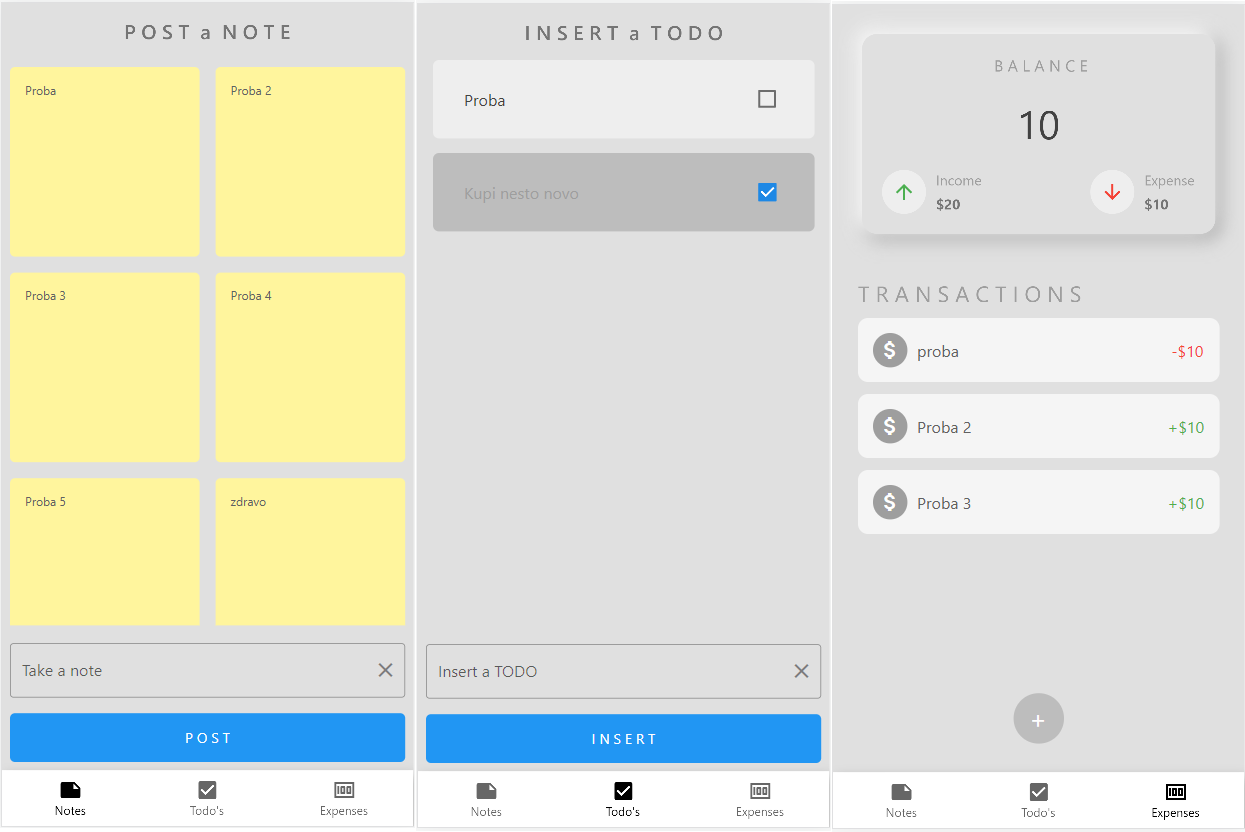 POST a NOTE
Proba
Proba 2
Proba 3
Proba 4
Proba 5
zdravo
Take a note
POST
Notes
Todo's
Expenses
INSERT a TODO
Proba
Kupi nesto novo
Insert a TODO
INSERT
Notes
Todo's
Expenses
BALANCE
10
Income
$20
Expense
$10
TRANSACTIONS
$ proba -$10
$ Proba 2 +$10
$ Proba 3 +$10
+
Notes
Todo's
Expenses